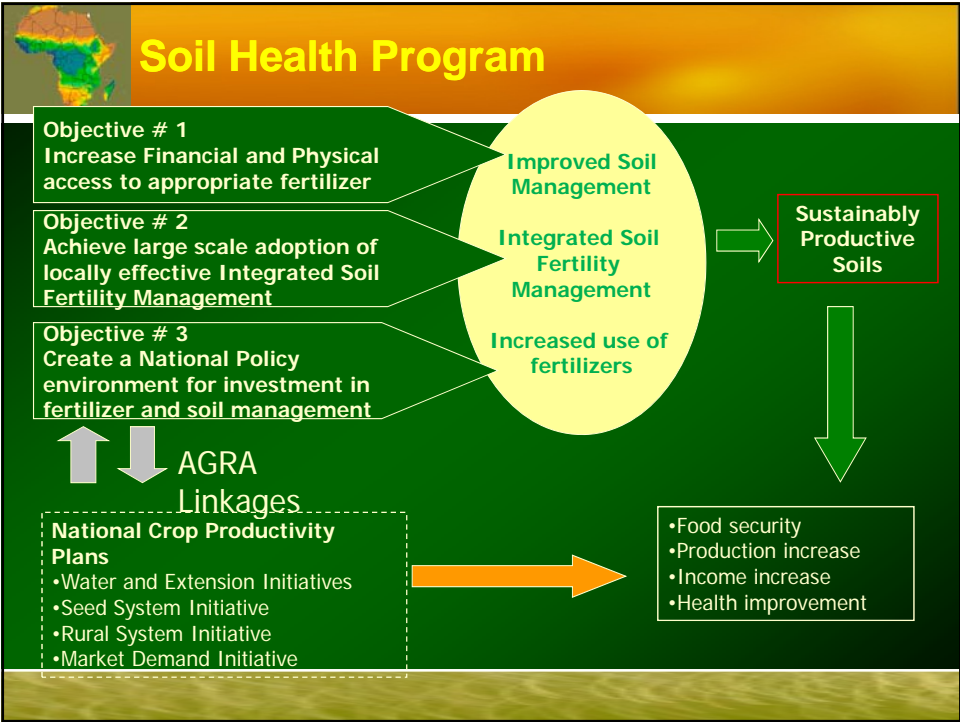 Soil Health Program
Objective # 1
Increase Financial and Physical
access to appropriate fertilizer
Objective # 2
Achieve large scale adoption of
locally effective Integrated Soil
Fertility Management
Objective # 3
Create a National Policy
environment for investment in
fertilizer and soil management
Improved Soil
Management
Integrated Soil
Fertility
Management
Increased use of
fertilizers
Sustainably
Productive
Soils
AGRA
Linkages
National Crop Productivity
Plans
•Water and Extension Initiatives
•Seed System Initiative
•Rural System Initiative
•Market Demand Initiative
•Food security
•Production increase
•Income increase
•Health improvement